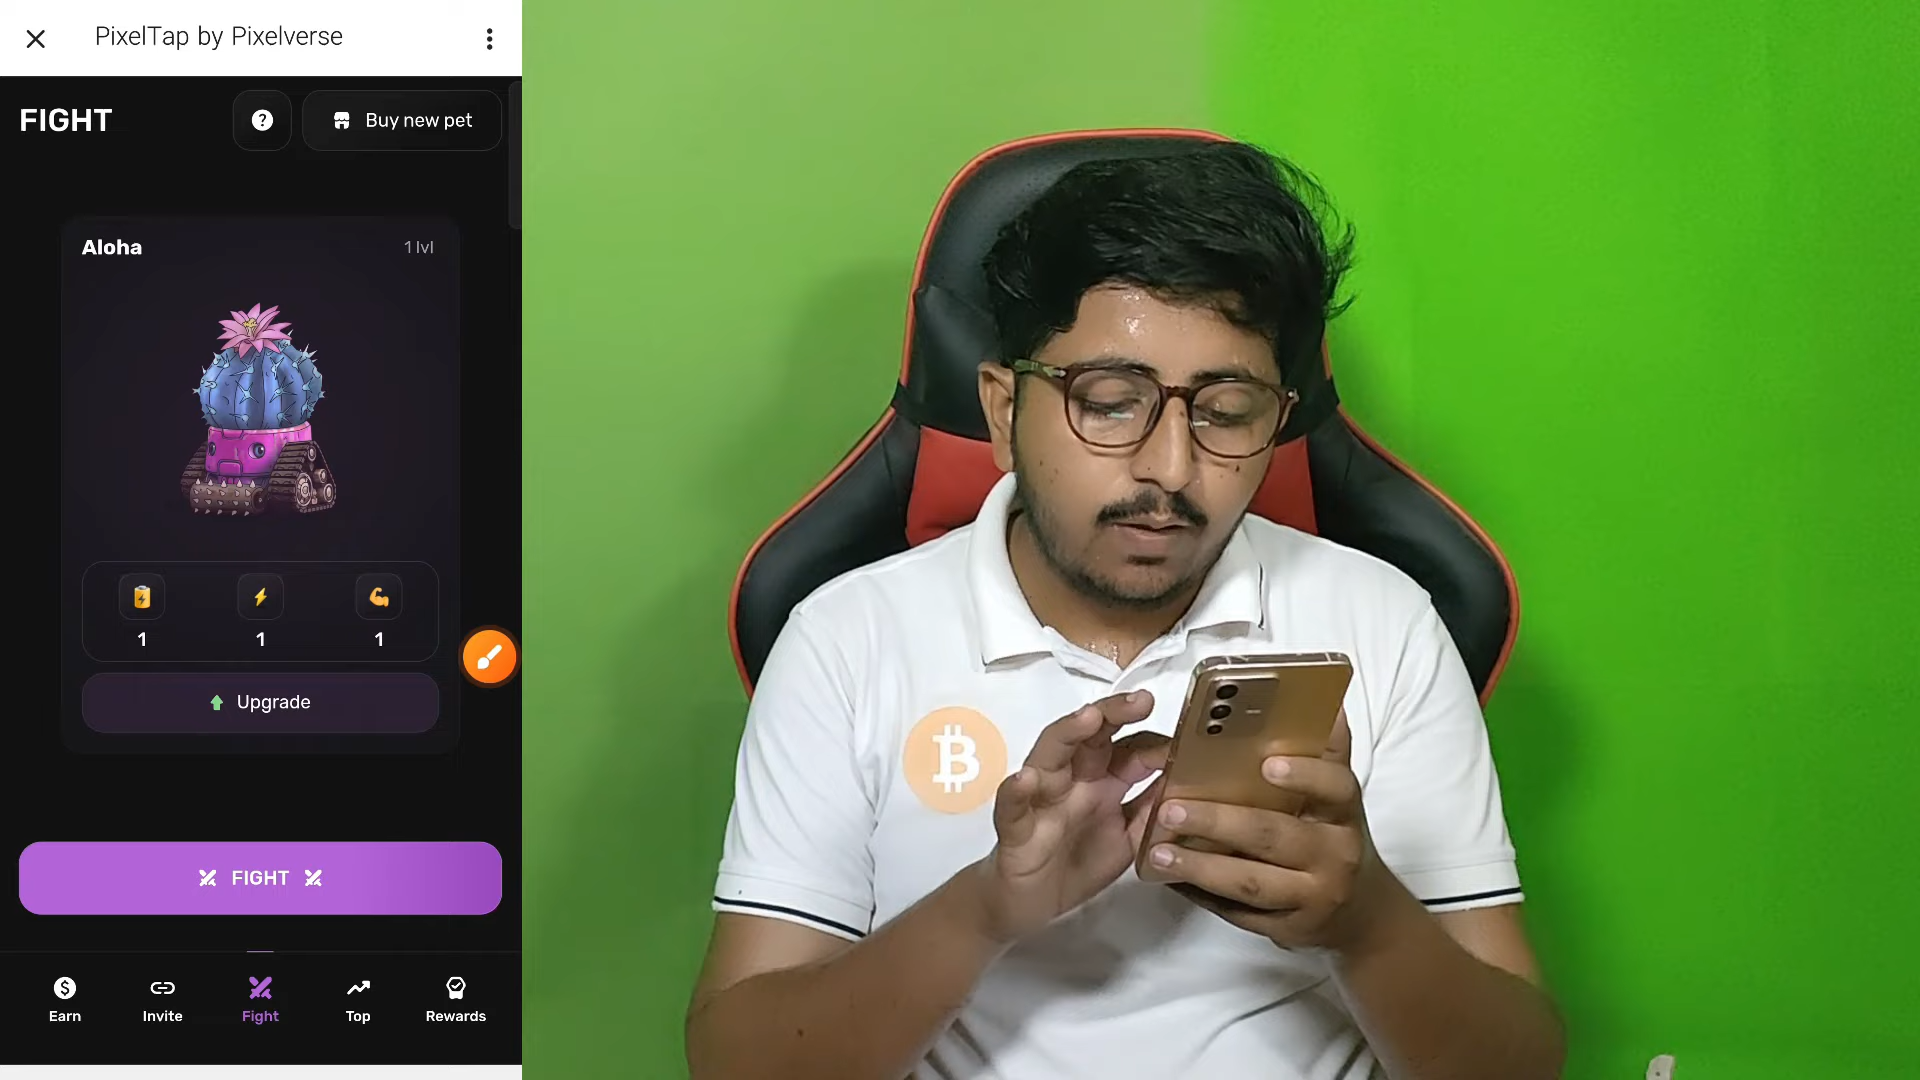 PixelTap by Pixelverse
FIGHT
Buy new pet
Aloha
1 lvl
1
1
1
Upgrade
FIGHT
Earn
Invite
Fight
Top
Rewards